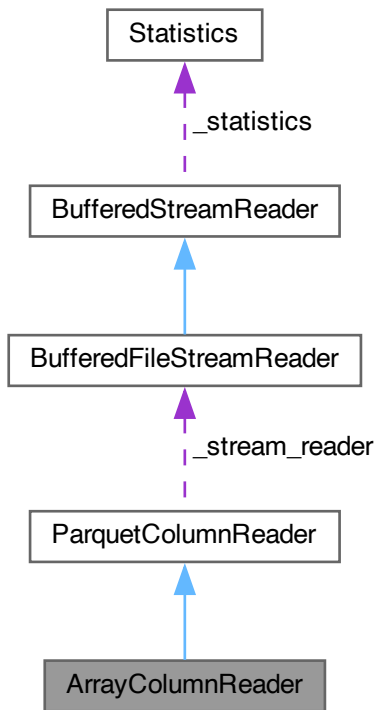 Statistics
_statistics
BufferedStreamReader
BufferedFileStreamReader
_stream_reader
ParquetColumnReader
ArrayColumnReader